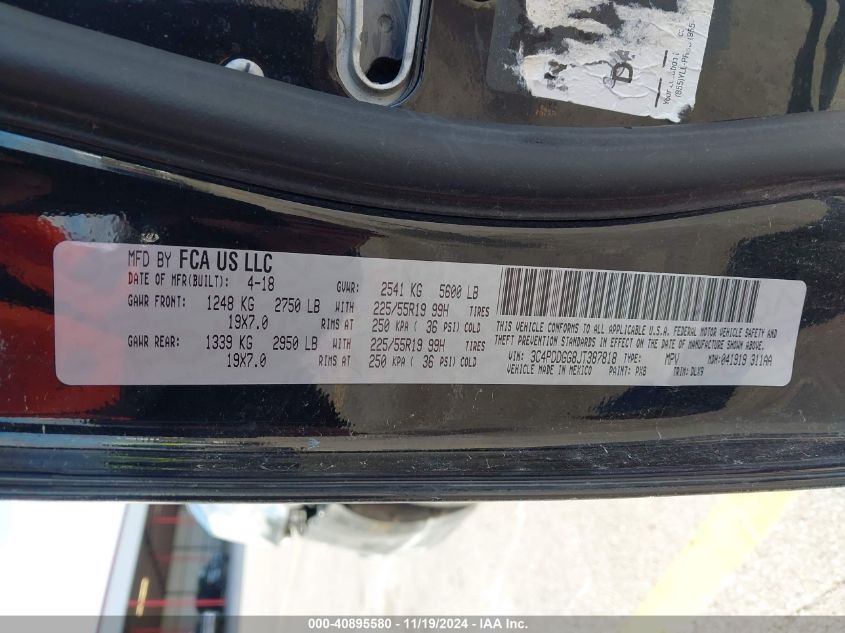 D
MFD BY FCA US LLC
DATE OF MFR(BUILT): 4-18 GVWR: 2541 KG 5600 LB
GAWR FRONT: 1248 KG 2750 LB WITH 225/55R19 99H TIRES
19X7.0 RIMS AT 250 KPA ( 36 PSI) COLD
GAWR REAR: 1339 KG 2950 LB WITH 225/55R19 99H TIRES
19X7.0 RIMS AT 250 KPA ( 36 PSI) COLD
THIS VEHICLE CONFORMS TO ALL APPLICABLE U.S.A. FEDERAL MOTOR VEHICLE SAFETY AND
THEFT PREVENTION STANDARDS IN EFFECT ON THE DATE OF MANUFACTURE SHOWN ABOVE.
VIN: 3C4PDDGG8JT387818 TYPE: MPV MDH: 041919 311AA
VEHICLE MADE IN MEXICO PAINT: PX8 TRIM: DLX9
000-40895580 - 11/19/2024 - IAA Inc.